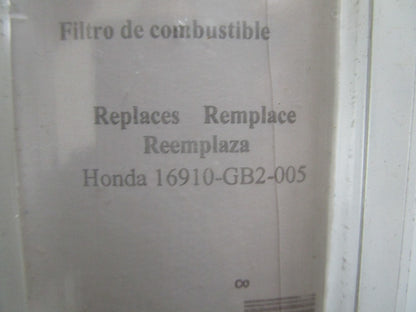 Filtro de combustible
Replaces Remplace
Reemplaza
Honda 16910-GB2-005